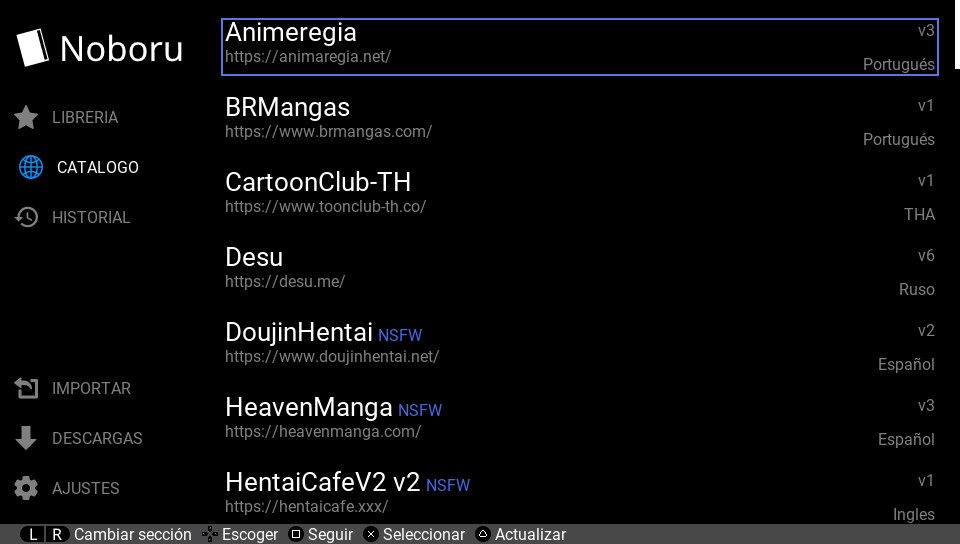 Noboru
LIBRERIA
CATALOGO
HISTORIAL
IMPORTAR
DESCARGAS
AJUSTES
Animeregia
v3
https://animaregia.net/
Portugués
BRMangas
v1
https://www.brmangas.com/
Portugués
CartoonClub-TH
v1
https://www.toonclub-th.co/
THA
Desu
v6
https://desu.me/
Ruso
DoujinHentai NSFW
v2
https://www.doujinhentai.net/
Español
HeavenManga NSFW
v3
https://heavenmanga.com/
Español
HentaiCafeV2 v2 NSFW
v1
https://hentaicafe.xxx/
Ingles
L R Cambiar sección Escoger Seguir Seleccionar Actualizar